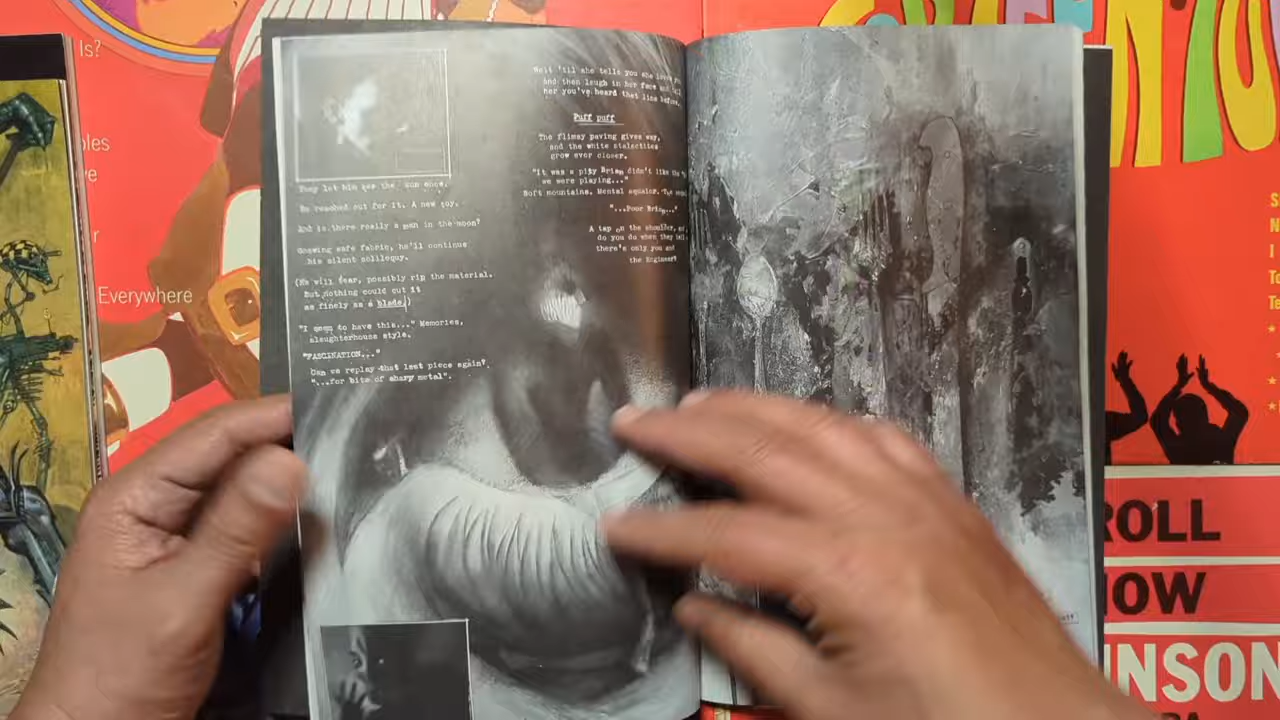 Is?
Everywhere
They let him see the sun once.
He reached out for it. A new toy.
And is there really a man in the moon?
Gnawing safe fabric, he'll continue
his silent soliloquy.
(He will tear, possibly rip the material.
But nothing could cut it
as finely as a blade.)
"I seem to have this..." Memories,
slaughterhouse style.
"FASCINATION..."
Can we replay that last piece again?
"...for bits of sharp metal".
Wait 'til she tells you she loves
and then laugh in her face and
her you've heard that line before.
Puff puff
The flimsy paving gives way,
and the white stalactites
grow ever closer.
"It was a pity Brian didn't like the
we were playing..."
Soft mountains. Mental squalor. The
"...Poor Brian..."
A tap on the shoulder,
do you do when they
there's only you and
the Engineer?
ROLL
NOW
NSON